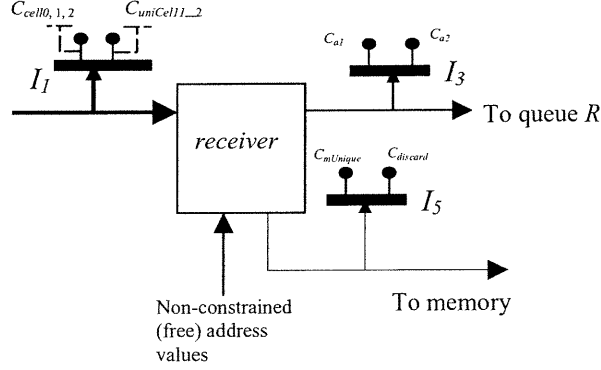 Ccell0, 1, 2 CuniCell1_2
Ca1 Ca2
I1 I3
receiver
To queue R
CmUnique Cdiscard
I5
To memory
Non-constrained
(free) address
values